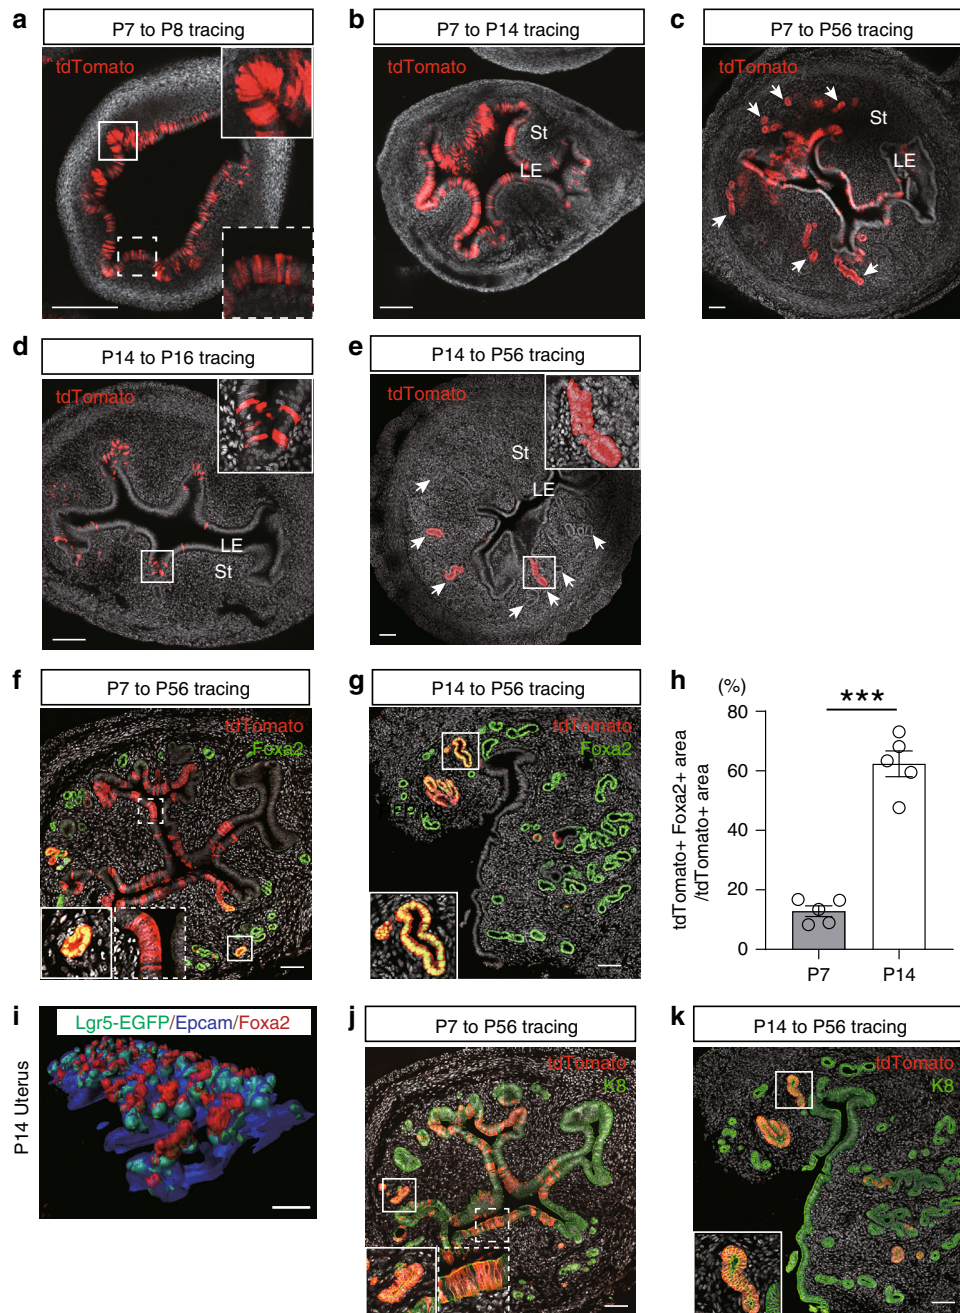 a
P7 to P8 tracing
tdTomato
b
P7 to P14 tracing
tdTomato
St
LE
c
P7 to P56 tracing
tdTomato
St
LE
d
P14 to P16 tracing
tdTomato
LE
St
e
P14 to P56 tracing
tdTomato
St
LE
f
P7 to P56 tracing
tdTomato
Foxa2
g
P14 to P56 tracing
tdTomato
Foxa2
h
(%)
***
80
60
40
20
0
tdTomato+ Foxa2+ area
/tdTomato+ area
P7
P14
i
Lgr5-EGFP/Epcam/Foxa2
P14 Uterus
j
P7 to P56 tracing
tdTomato
K8
k
P14 to P56 tracing
tdTomato
K8